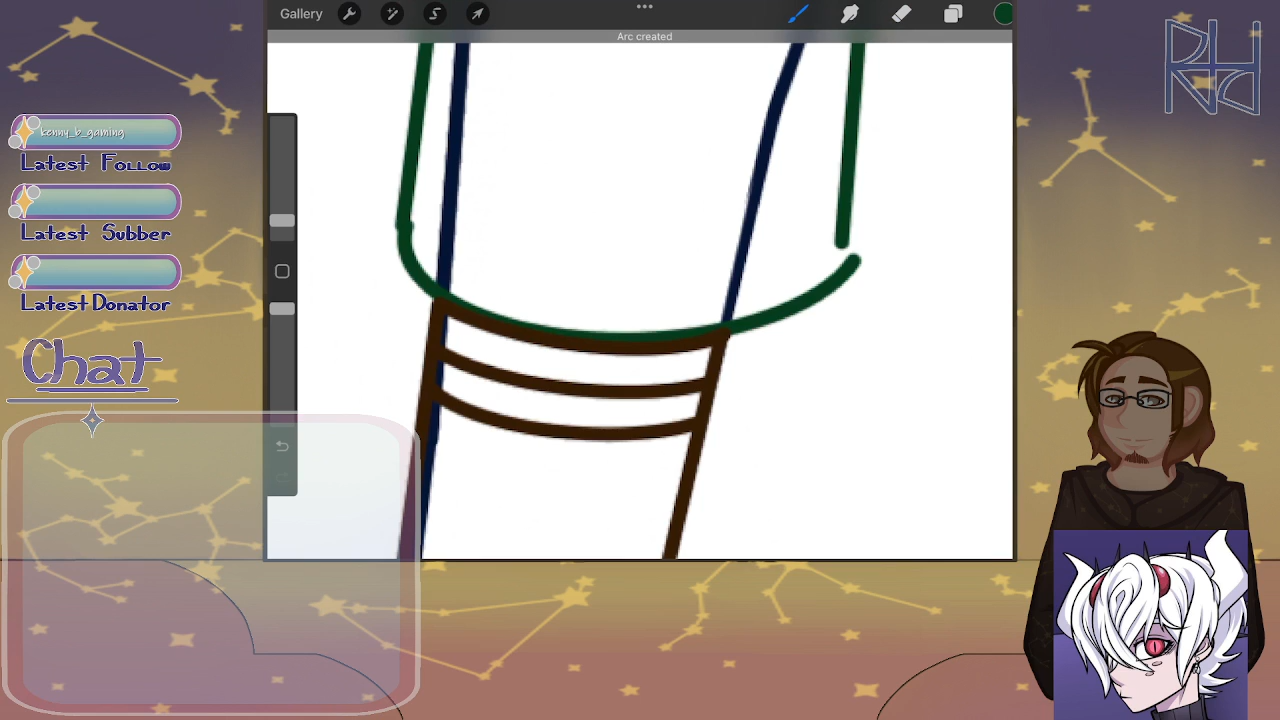 Gallery
Arc created
kenny_b_gaming
Latest Follow
Latest Subber
Latest Donator
Chat